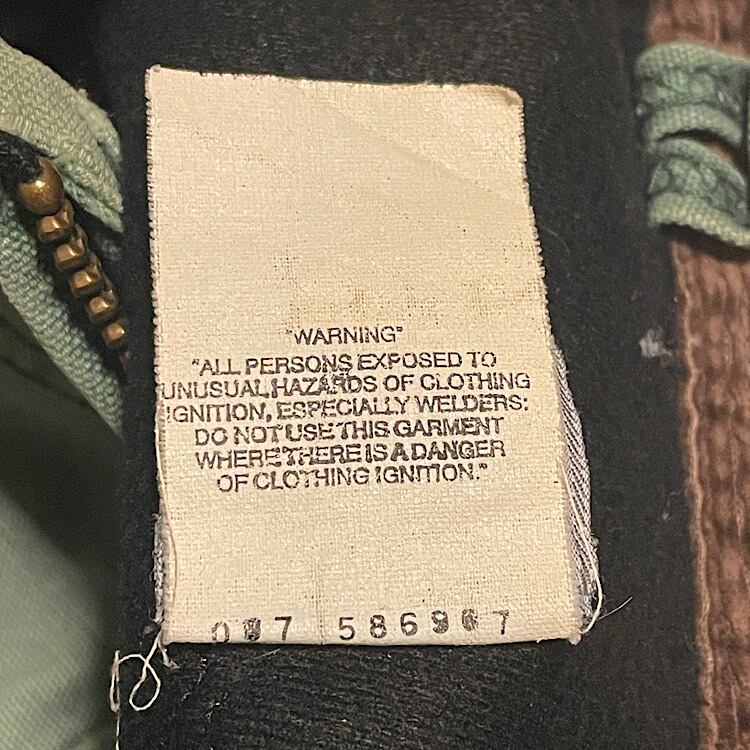 "WARNING"
"ALL PERSONS EXPOSED TO
UNUSUAL HAZARDS OF CLOTHING
IGNITION, ESPECIALLY WELDERS:
DO NOT USE THIS GARMENT
WHERE THERE IS A DANGER
OF CLOTHING IGNITION."